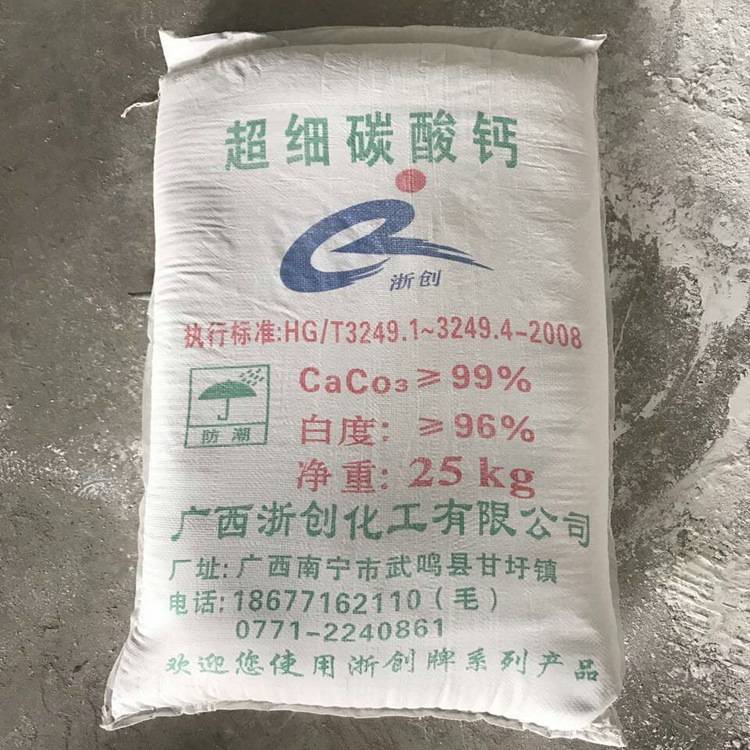 超细碳酸钙
浙创
执行标准:HG/T3249.1~3249.4-2008
CaCo₃≥99%
防潮
白度:≥96%
净重:25kg
广西浙创化工有限公司
厂址:广西南宁市武鸣县甘圩镇
电话:18677162110(毛)
0771-2240861
欢迎您使用浙创牌系列产品